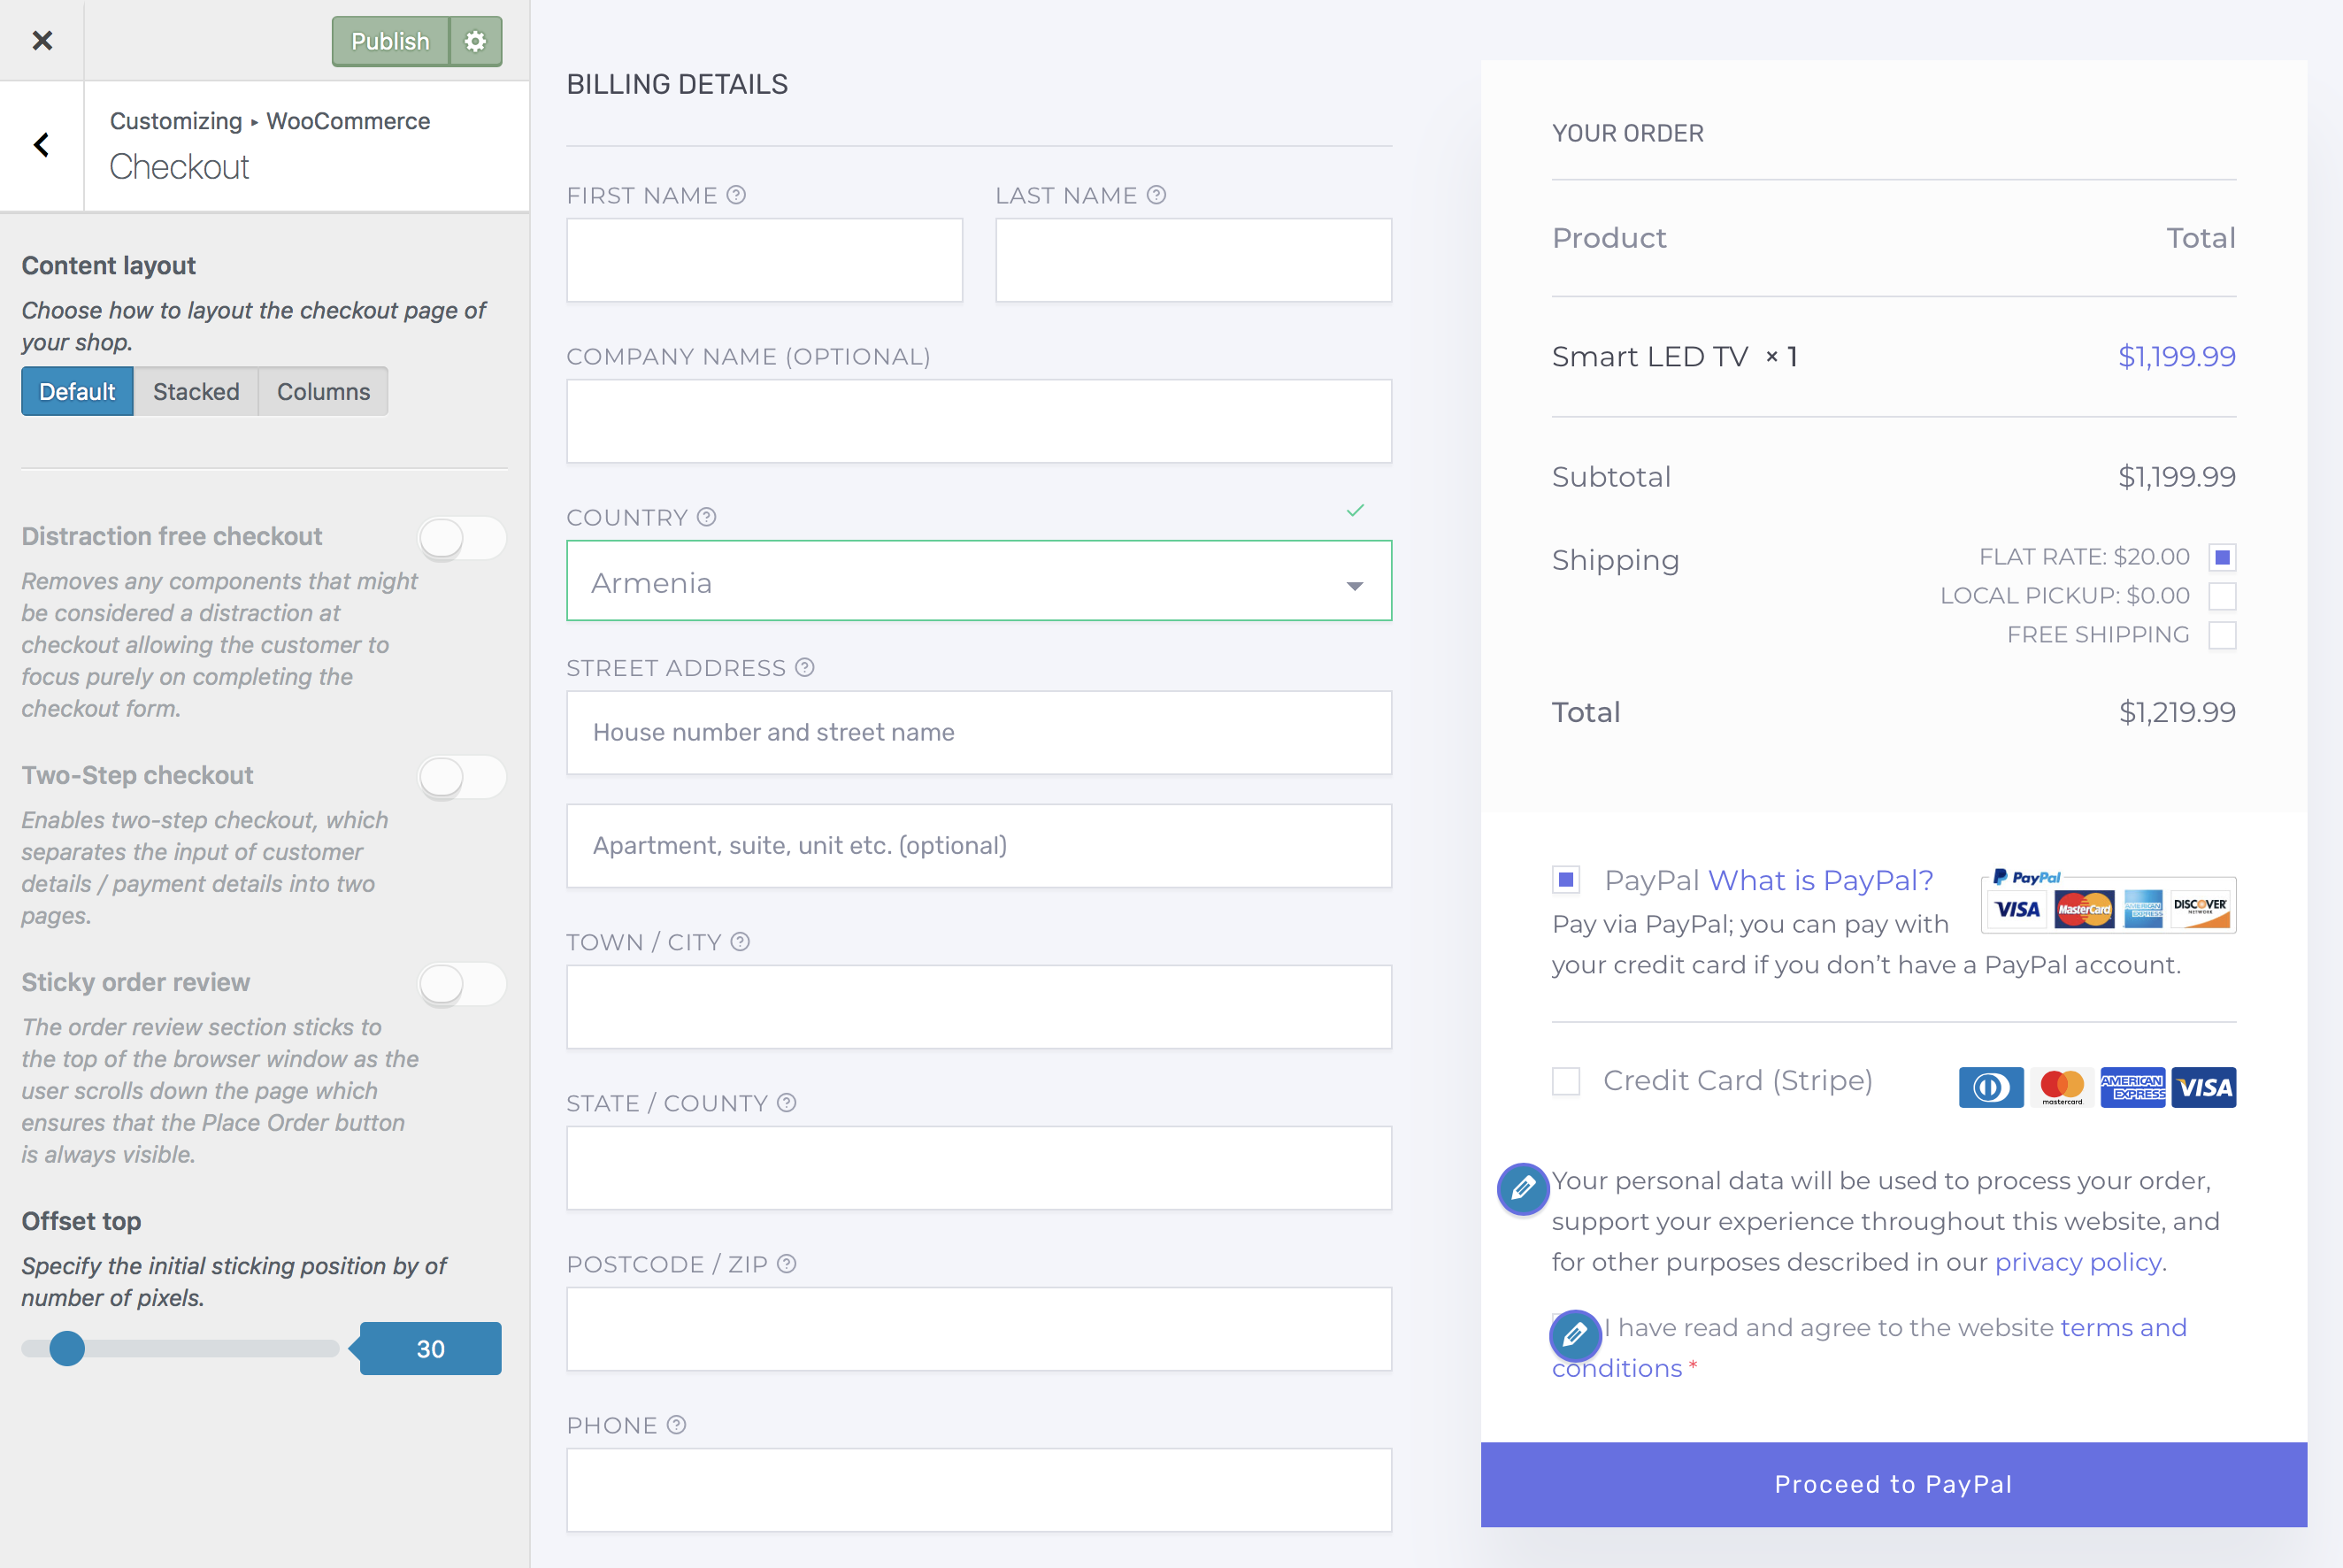 Publish
Customizing ▸ WooCommerce
Checkout
Content layout
Choose how to layout the checkout page of
your shop.
Default Stacked Columns
Distraction free checkout
Removes any components that might
be considered a distraction at
checkout allowing the customer to
focus purely on completing the
checkout form.
Two-Step checkout
Enables two-step checkout, which
separates the input of customer
details / payment details into two
pages.
Sticky order review
The order review section sticks to
the top of the browser window as the
user scrolls down the page which
ensures that the Place Order button
is always visible.
Offset top
Specify the initial sticking position by of
number of pixels.
30
BILLING DETAILS
FIRST NAME ?
LAST NAME ?
COMPANY NAME (OPTIONAL)
COUNTRY ?
Armenia
STREET ADDRESS ?
House number and street name
Apartment, suite, unit etc. (optional)
TOWN / CITY ?
STATE / COUNTY ?
POSTCODE / ZIP ?
PHONE ?
YOUR ORDER
Product Total
Smart LED TV × 1 $1,199.99
Subtotal $1,199.99
Shipping FLAT RATE: $20.00
LOCAL PICKUP: $0.00
FREE SHIPPING
Total $1,219.99
PayPal What is PayPal?
PayPal
VISA MasterCard AMERICAN EXPRESS DISCOVER NETWORK
Pay via PayPal; you can pay with
your credit card if you don’t have a PayPal account.
Credit Card (Stripe)
mastercard AMERICAN EXPRESS VISA
Your personal data will be used to process your order,
support your experience throughout this website, and
for other purposes described in our privacy policy.
I have read and agree to the website terms and
conditions *
Proceed to PayPal